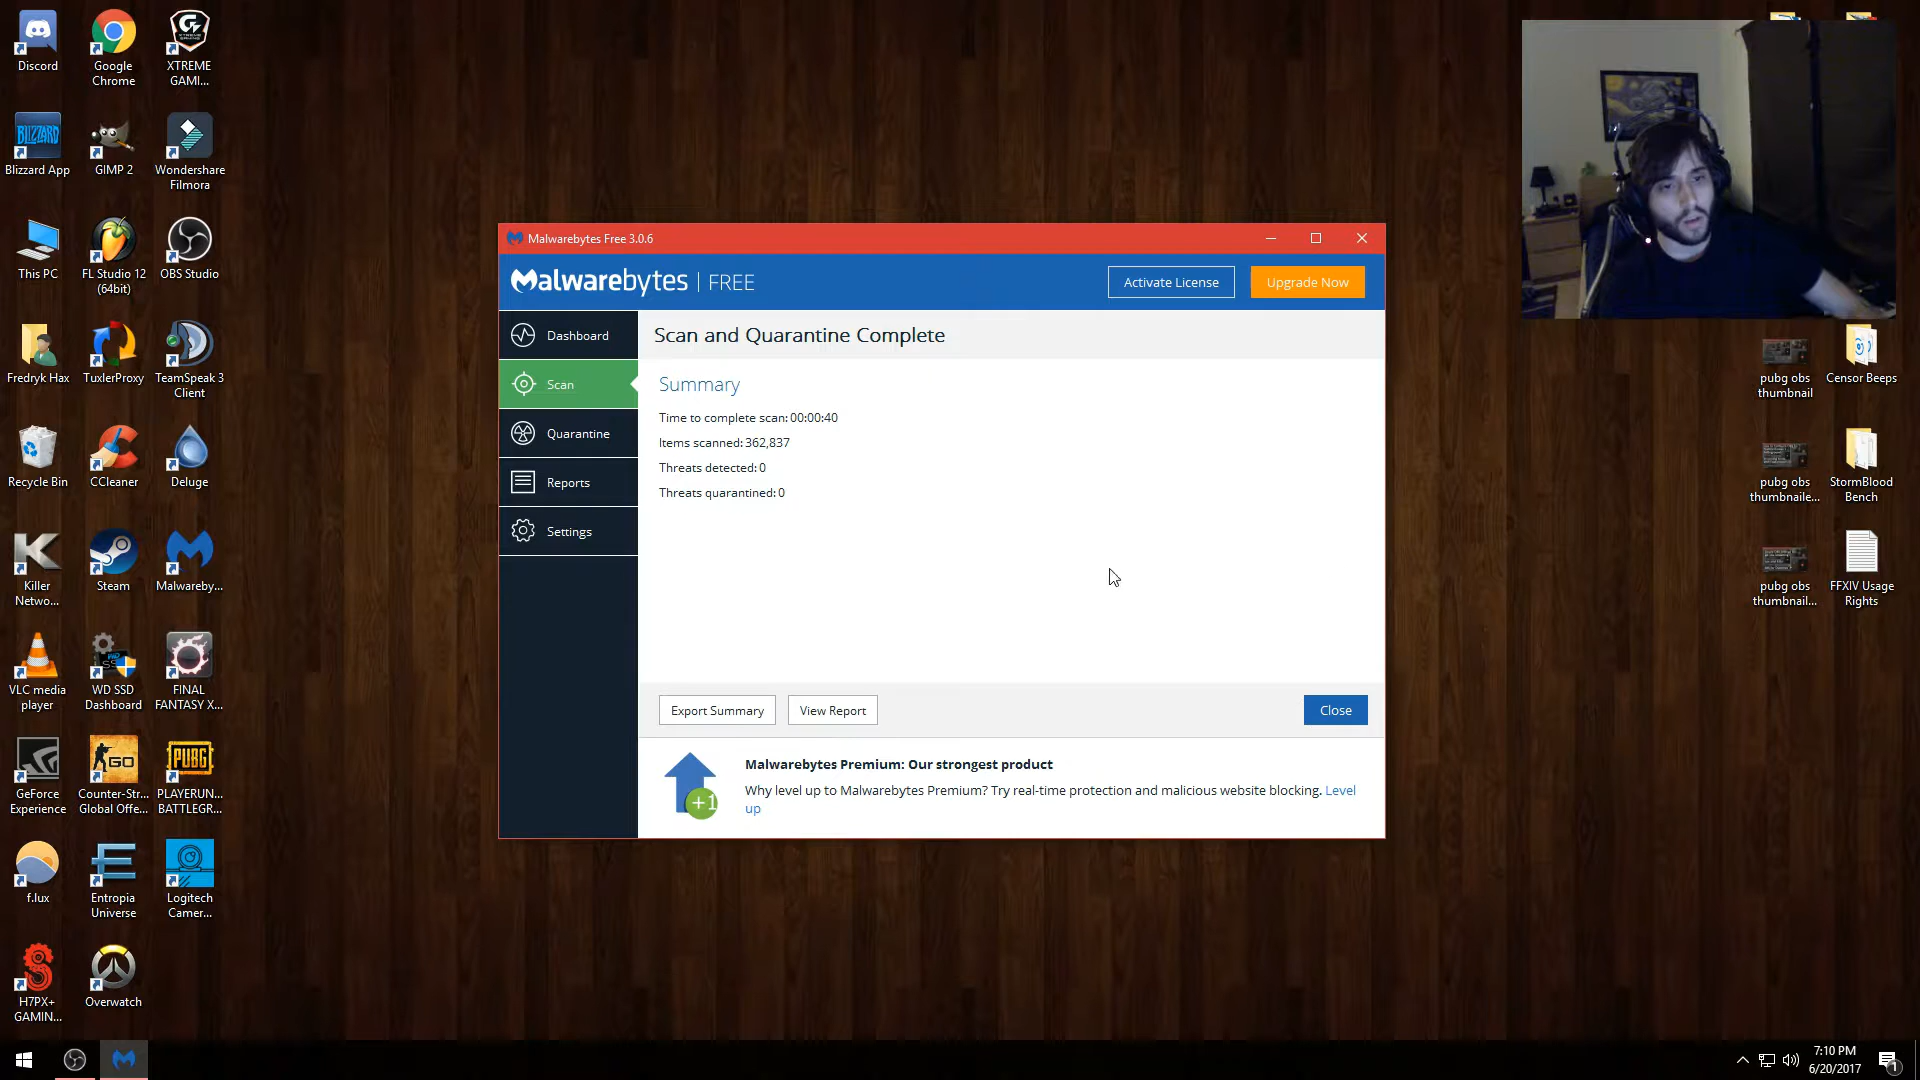 Discord
Google
Chrome
XTREME
GAMI...
BLIZZARD
Blizzard App
GIMP 2
Wondershare
Filmora
This PC
FL Studio 12
(64bit)
OBS Studio
Fredryk Hax
TuxlerProxy
TeamSpeak 3
Client
Recycle Bin
CCleaner
Deluge
Killer
Netwo...
Steam
Malwareby...
VLC media
player
WD SSD
Dashboard
FINAL
FANTASY X...
GeForce
Experience
GO
Counter-Str...
Global Offe...
PUBG
PLAYERUN...
BATTLEGR...
f.lux
Entropia
Universe
Logitech
Camer...
H7PX+
GAMIN...
Overwatch
Malwarebytes Free 3.0.6
Malwarebytes | FREE
Activate License
Upgrade Now
Dashboard
Scan
Quarantine
Reports
Settings
Scan and Quarantine Complete
Summary
Time to complete scan: 00:00:40
Items scanned: 362,837
Threats detected: 0
Threats quarantined: 0
Export Summary
View Report
Close
+1
Malwarebytes Premium: Our strongest product
Why level up to Malwarebytes Premium? Try real-time protection and malicious website blocking. Level
up
pubg obs
thumbnail
Censor Beeps
pubg obs
thumbnaile...
StormBlood
Bench
pubg obs
thumbnail...
FFXIV Usage
Rights
7:10 PM
6/20/2017
1